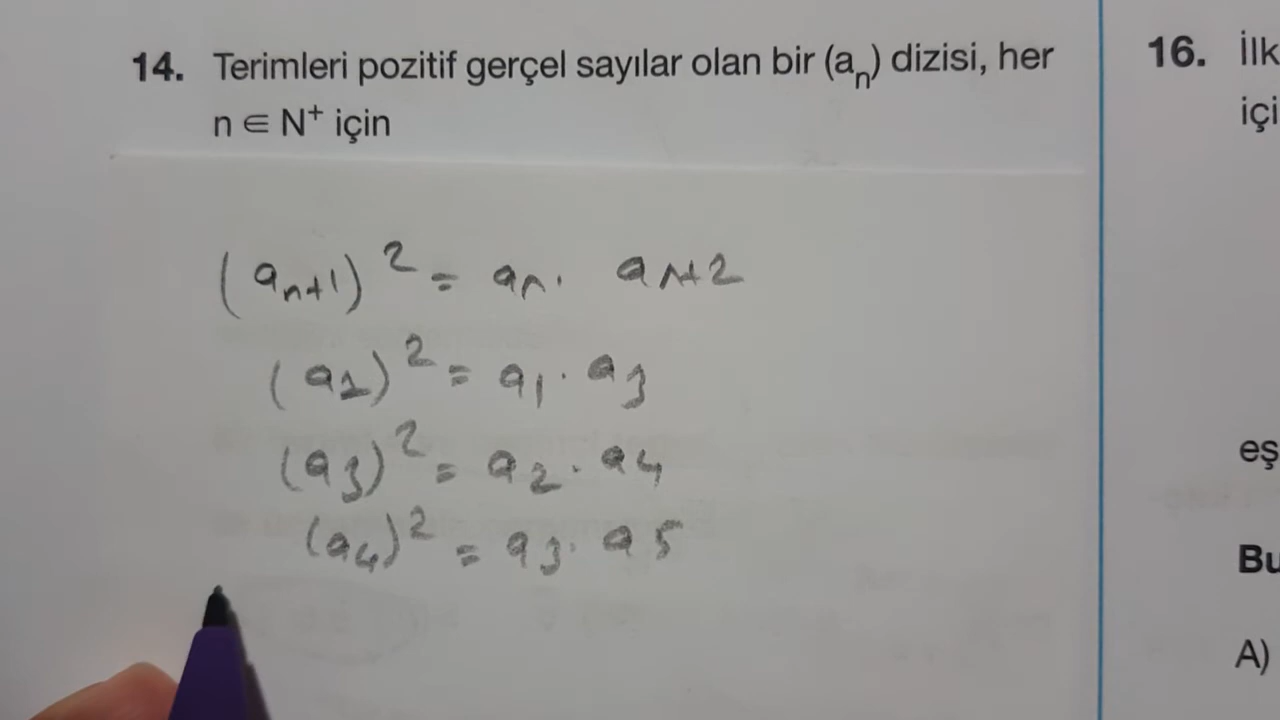 14. Terimleri pozitif gerçel sayılar olan bir (aₙ) dizisi, her
n ∈ N⁺ için
(aₙ₊₁)² = aₙ · aₙ₊₂
(a₂)² = a₁ · a₃
(a₃)² = a₂ · a₄
(a₄)² = a₃ · a₅
16. İlk
içi
eş
Bu
A)